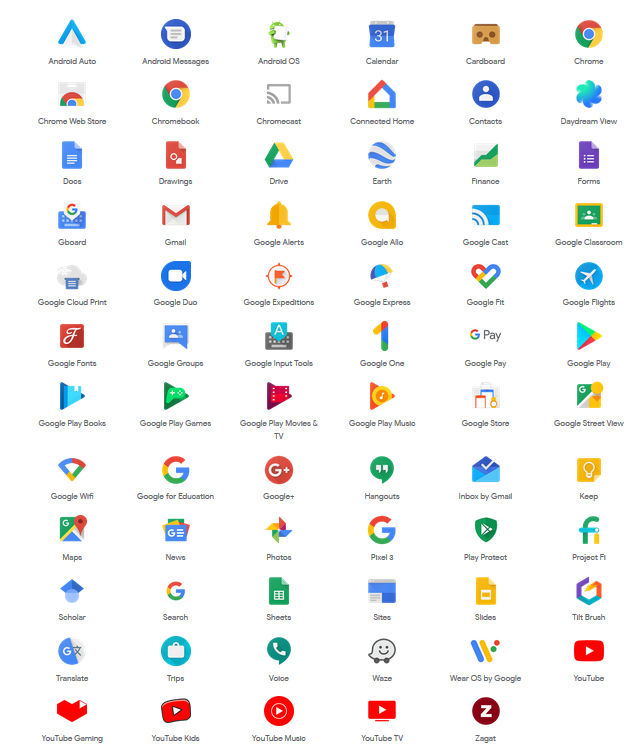 Android Auto
Android Messages
Android OS
31
Calendar
Cardboard
Chrome
Chrome Web Store
Chromebook
Chromecast
Connected Home
Contacts
Daydream View
Docs
Drawings
Drive
Earth
Finance
Forms
G
Gboard
Gmail
Google Alerts
Google Allo
Google Cast
Google Classroom
Google Cloud Print
Google Duo
Google Expeditions
Google Express
Google Fit
Google Flights
F
Google Fonts
Google Groups
A
Google Input Tools
1
Google One
G Pay
Google Pay
Google Play
Google Play Books
Google Play Games
Google Play Movies &
TV
Google Play Music
Google Store
G
Google Street View
Google Wifi
G
Google for Education
G+
Google+
Hangouts
Inbox by Gmail
Keep
G
Maps
G
News
Photos
G
Pixel 3
Play Protect
Project Fi
Scholar
G
Search
Sheets
Sites
Slides
Tilt Brush
G
Translate
Trips
Voice
Waze
Wear OS by Google
YouTube
YouTube Gaming
YouTube Kids
YouTube Music
YouTube TV
Z
Zagat